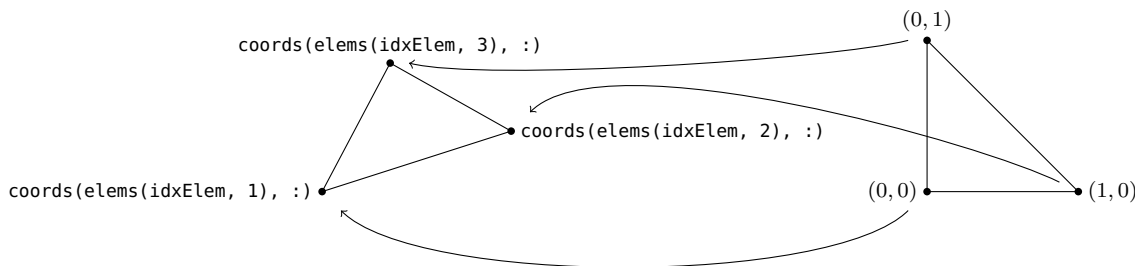 (0, 1)
coords(elems(idxElem, 3), :)
coords(elems(idxElem, 2), :)
coords(elems(idxElem, 1), :)
(0, 0)
(1, 0)